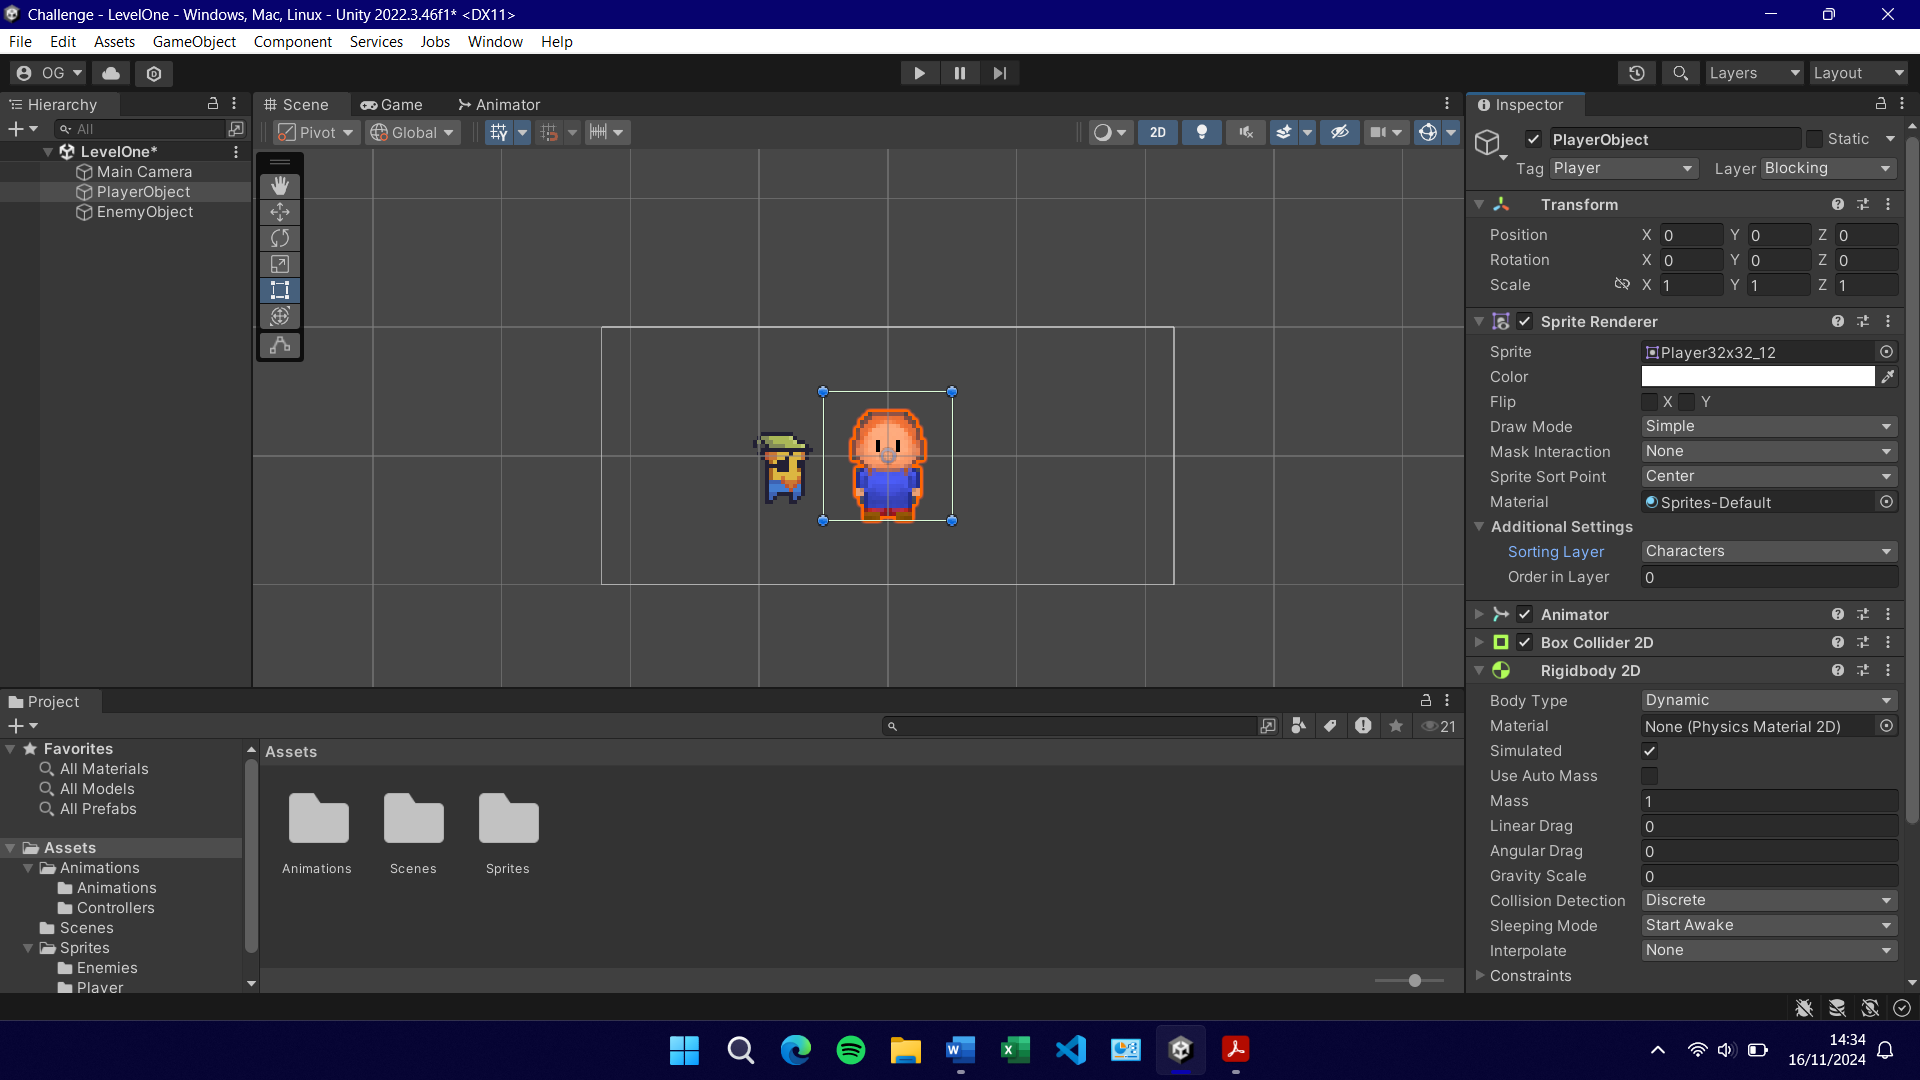 Challenge - LevelOne - Windows, Mac, Linux - Unity 2022.3.46f1* <DX11>
File Edit Assets GameObject Component Services Jobs Window Help
OG Layers Layout
Hierarchy
All
LevelOne*
Main Camera
PlayerObject
EnemyObject
Scene Game Animator
Pivot Global 2D
Inspector
PlayerObject Static
Tag Player Layer Blocking
Transform
Position X 0 Y 0 Z 0
Rotation X 0 Y 0 Z 0
Scale X 1 Y 1 Z 1
Sprite Renderer
Sprite Player32x32_12
Color
Flip X Y
Draw Mode Simple
Mask Interaction None
Sprite Sort Point Center
Material Sprites-Default
Additional Settings
Sorting Layer Characters
Order in Layer 0
Animator
Box Collider 2D
Rigidbody 2D
Body Type Dynamic
Material None (Physics Material 2D)
Simulated
Use Auto Mass
Mass 1
Linear Drag 0
Angular Drag 0
Gravity Scale 0
Collision Detection Discrete
Sleeping Mode Start Awake
Interpolate None
Constraints
Project
21
Favorites
All Materials
All Models
All Prefabs
Assets
Animations
Animations
Controllers
Scenes
Sprites
Enemies
Player
Assets
Animations Scenes Sprites
14:34
16/11/2024